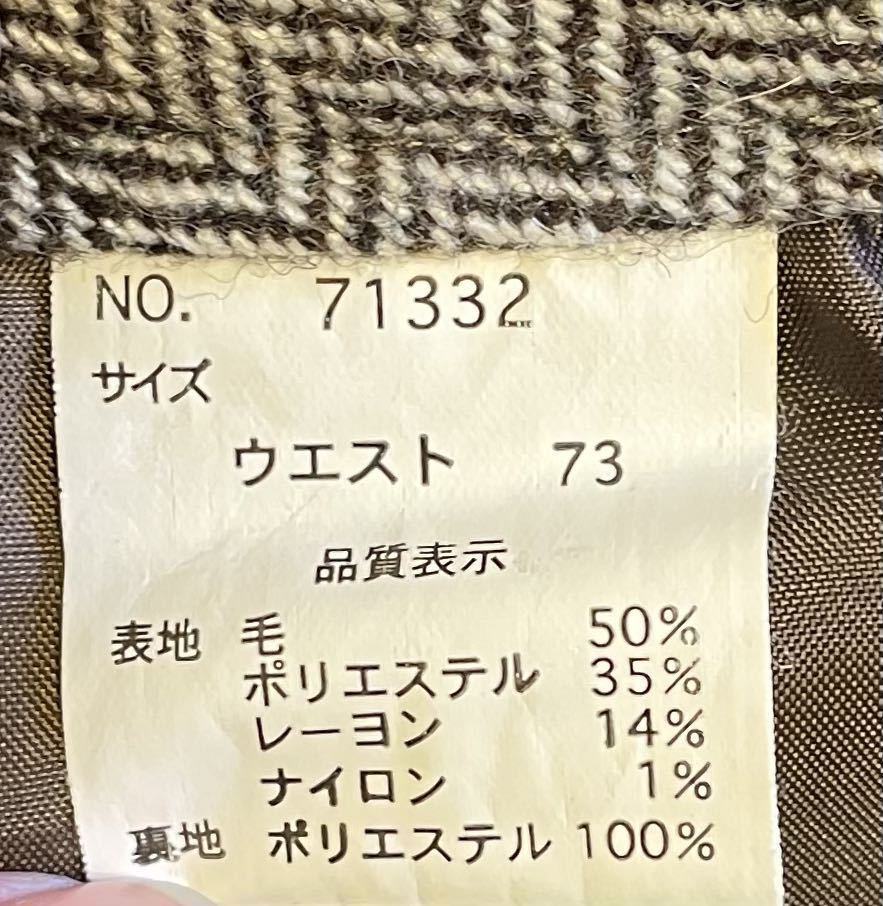 NO. 71332
サイズ
ウエスト 73
品質表示
表地 毛 50%
ポリエステル 35%
レーヨン 14%
ナイロン 1%
裏地 ポリエステル 100%